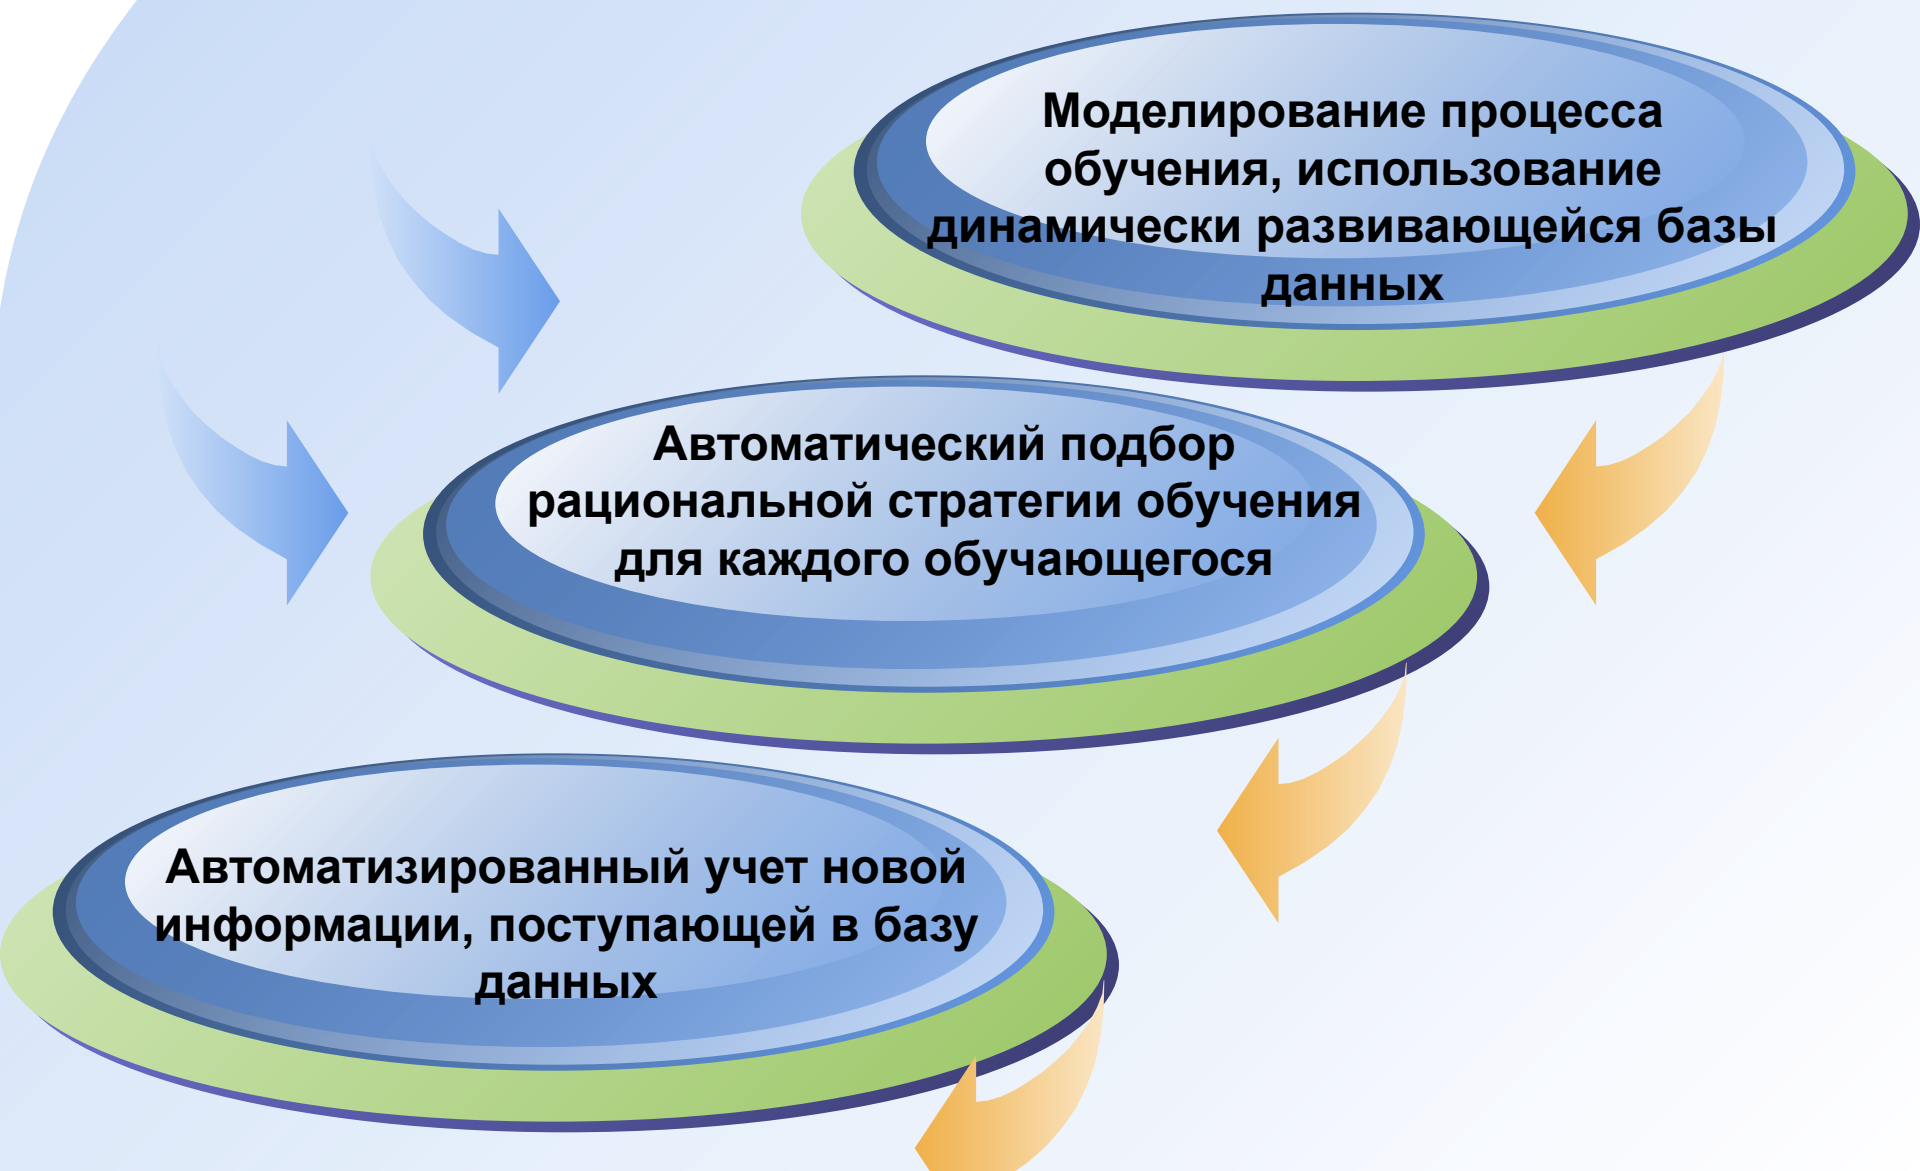 Моделирование процесса
обучения, использование
динамически развивающейся базы
данных
Автоматический подбор
рациональной стратегии обучения
для каждого обучающегося
Автоматизированный учет новой
информации, поступающей в базу
данных